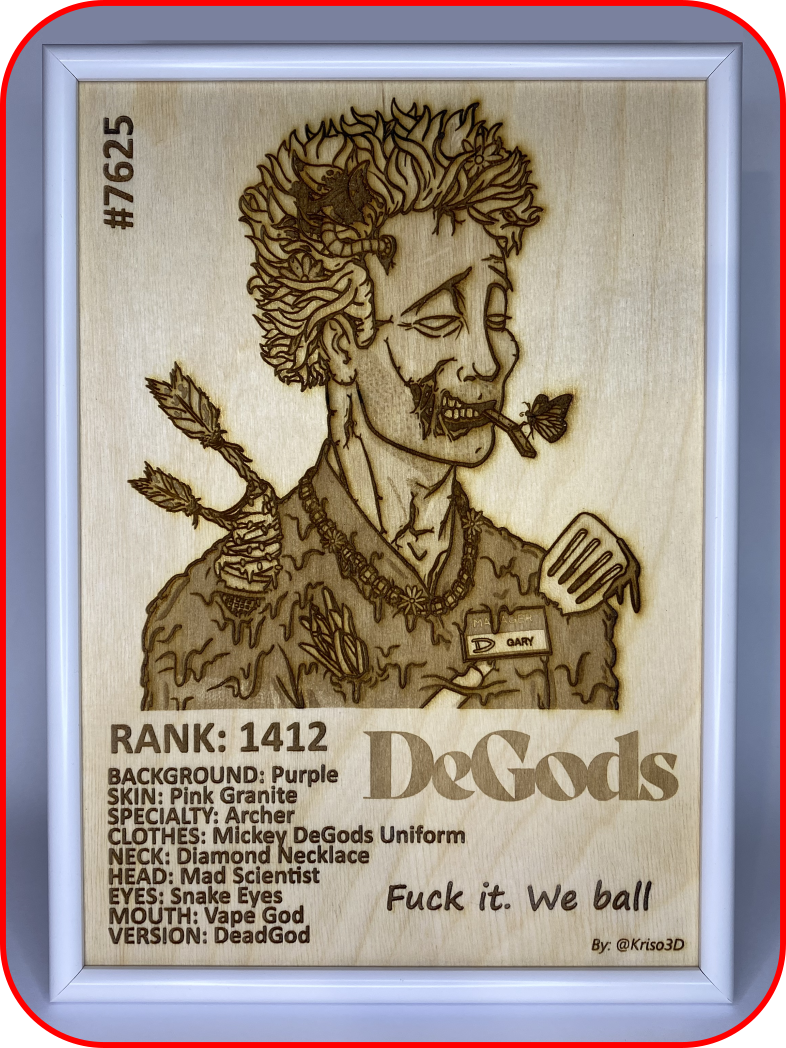 #7625
MANAGER
D GARY
RANK: 1412
DeGods
BACKGROUND: Purple
SKIN: Pink Granite
SPECIALTY: Archer
CLOTHES: Mickey DeGods Uniform
NECK: Diamond Necklace
HEAD: Mad Scientist
EYES: Snake Eyes
MOUTH: Vape God
VERSION: DeadGod
Fuck it. We ball
By: @Kriso3D